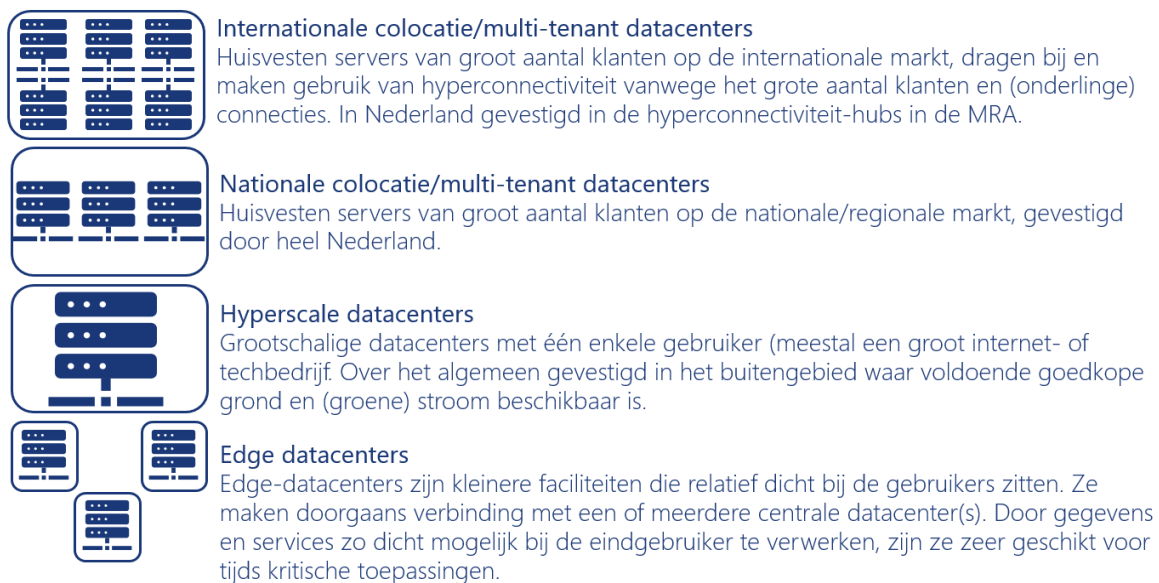 Internationale colocatie/multi-tenant datacenters
Huisvesten servers van groot aantal klanten op de internationale markt, dragen bij en
maken gebruik van hyperconnectiviteit vanwege het grote aantal klanten en (onderlinge)
connecties. In Nederland gevestigd in de hyperconnectiviteit-hubs in de MRA.
Nationale colocatie/multi-tenant datacenters
Huisvesten servers van groot aantal klanten op de nationale/regionale markt, gevestigd
door heel Nederland.
Hyperscale datacenters
Grootschalige datacenters met één enkele gebruiker (meestal een groot internet- of
techbedrijf. Over het algemeen gevestigd in het buitengebied waar voldoende goedkope
grond en (groene) stroom beschikbaar is.
Edge datacenters
Edge-datacenters zijn kleinere faciliteiten die relatief dicht bij de gebruikers zitten. Ze
maken doorgaans verbinding met een of meerdere centrale datacenter(s). Door gegevens
en services zo dicht mogelijk bij de eindgebruiker te verwerken, zijn ze zeer geschikt voor
tijds kritische toepassingen.